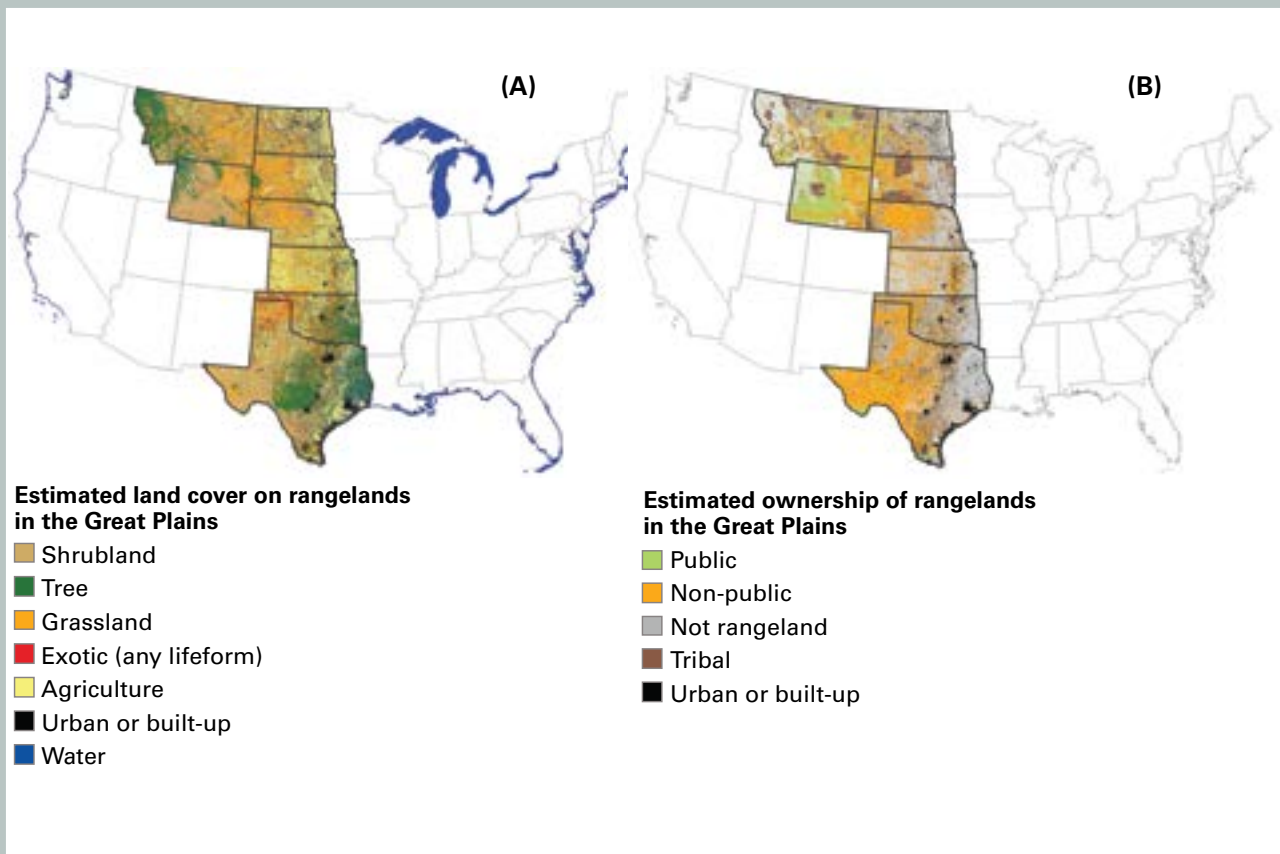 (A)
Estimated land cover on rangelands
in the Great Plains
Shrubland
Tree
Grassland
Exotic (any lifeform)
Agriculture
Urban or built-up
Water
(B)
Estimated ownership of rangelands
in the Great Plains
Public
Non-public
Not rangeland
Tribal
Urban or built-up